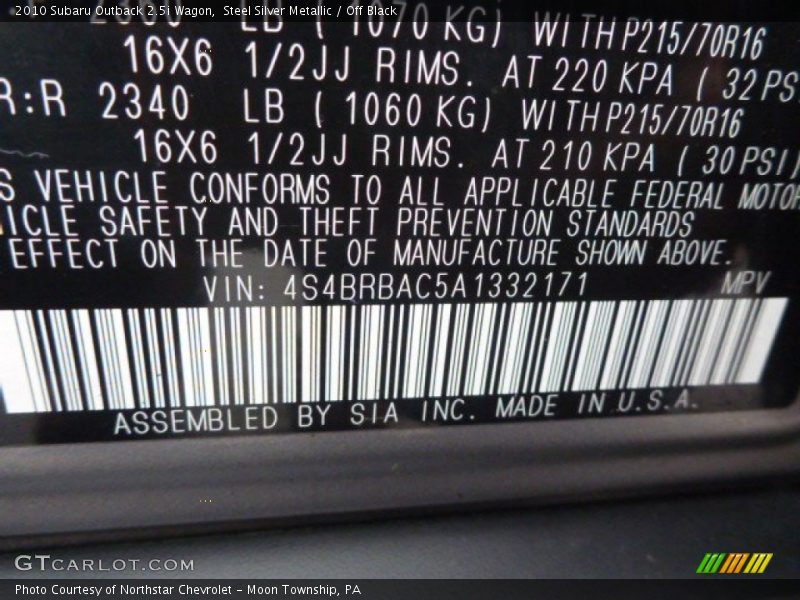 2010 Subaru Outback 2.5i Wagon, Steel Silver Metallic / Off Black
LB ( 1070 KG) WITH P215/70R16
16X6 1/2JJ RIMS. AT 220 KPA ( 32 PS
R:R 2340 LB ( 1060 KG) WITH P215/70R16
16X6 1/2JJ RIMS. AT 210 KPA ( 30 PSI)
S VEHICLE CONFORMS TO ALL APPLICABLE FEDERAL MOTOR
ICLE SAFETY AND THEFT PREVENTION STANDARDS
EFFECT ON THE DATE OF MANUFACTURE SHOWN ABOVE.
VIN: 4S4BRBAC5A1332171 MPV
ASSEMBLED BY SIA INC. MADE IN U.S.A.
GTCARLOT.COM
Photo Courtesy of Northstar Chevrolet - Moon Township, PA